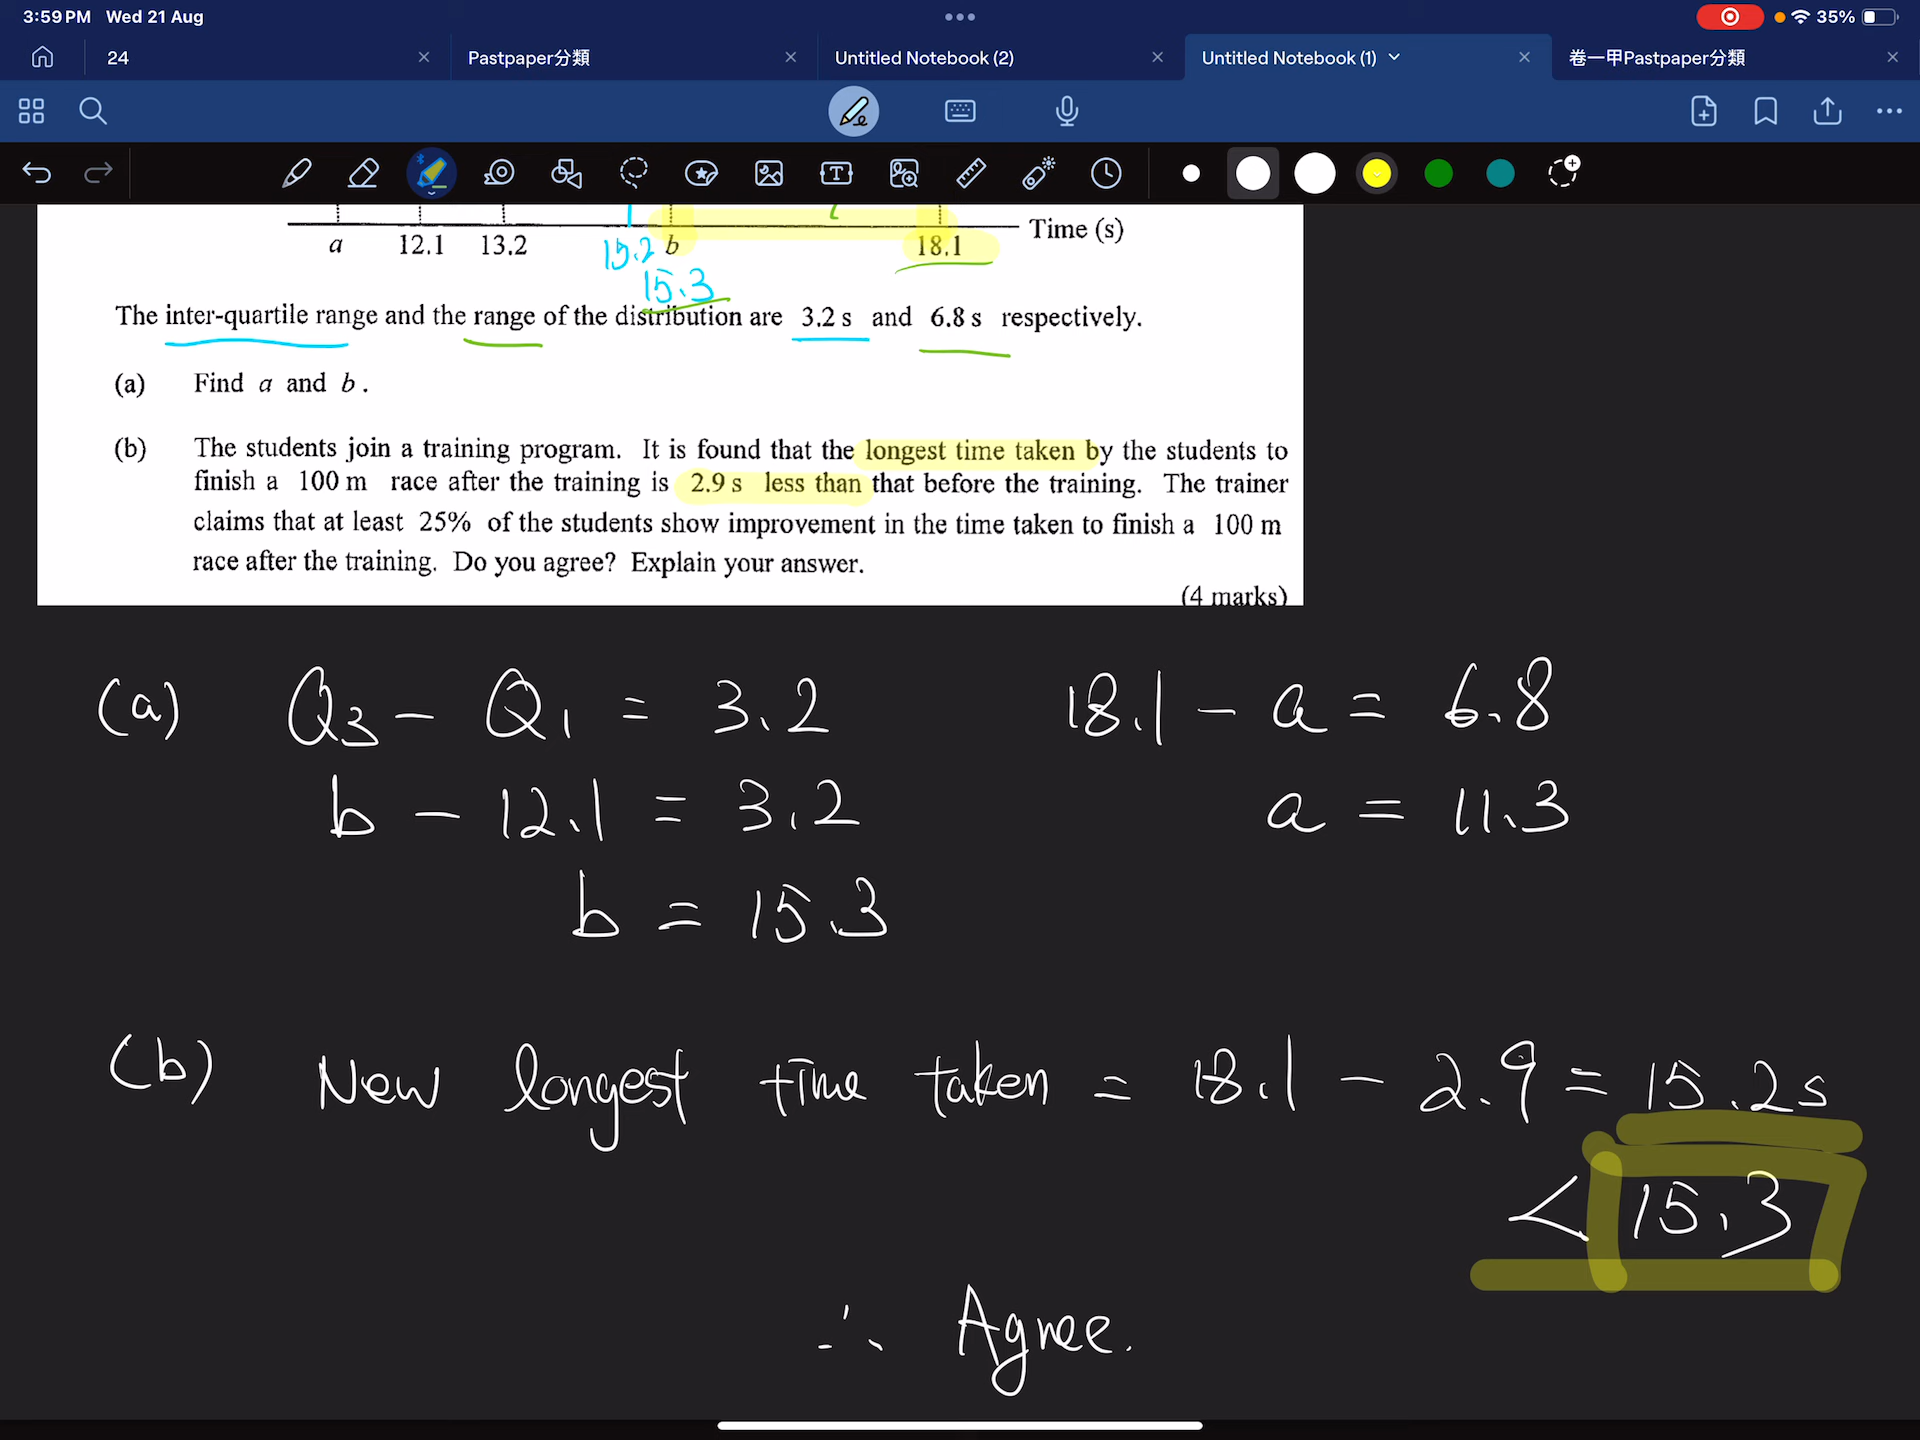 3:59 PM Wed 21 Aug
35%
24
Pastpaper分類
Untitled Notebook (2)
Untitled Notebook (1)
卷一甲Pastpaper分類
Time (s)
a 12.1 13.2 15.2 b 18.1
15.3
The inter-quartile range and the range of the distribution are 3.2 s and 6.8 s respectively.
(a) Find a and b .
(b) The students join a training program. It is found that the longest time taken by the students to
finish a 100 m race after the training is 2.9 s less than that before the training. The trainer
claims that at least 25% of the students show improvement in the time taken to finish a 100 m
race after the training. Do you agree? Explain your answer.
(4 marks)
(a) Q3 - Q1 = 3.2 18.1 - a = 6.8
b - 12.1 = 3.2 a = 11.3
b = 15.3
(b) New longest time taken = 18.1 - 2.9 = 15.2s
< 15.3
∴ Agree.